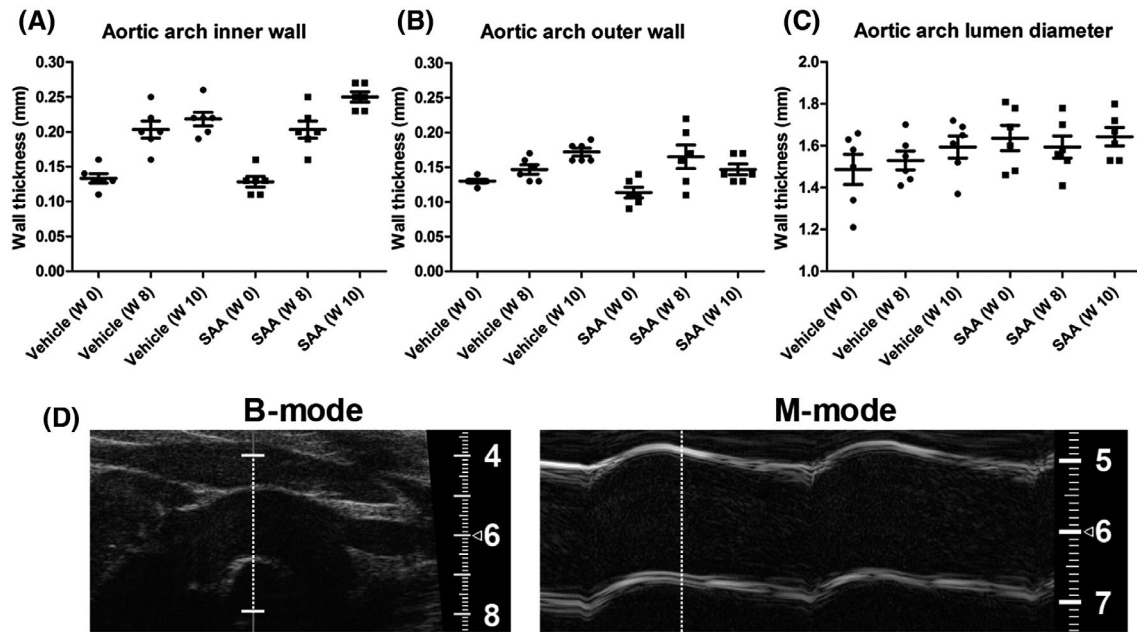 (A)
Aortic arch inner wall
Wall thickness (mm)
0.30
0.25
0.20
0.15
0.10
0.05
0.00
Vehicle (W 0)
Vehicle (W 8)
Vehicle (W 10)
SAA (W 0)
SAA (W 8)
SAA (W 10)
(B)
Aortic arch outer wall
Wall thickness (mm)
0.30
0.25
0.20
0.15
0.10
0.05
0.00
Vehicle (W 0)
Vehicle (W 8)
Vehicle (W 10)
SAA (W 0)
SAA (W 8)
SAA (W 10)
(C)
Aortic arch lumen diameter
Wall thickness (mm)
2.0
1.8
1.6
1.4
1.2
1.0
Vehicle (W 0)
Vehicle (W 8)
Vehicle (W 10)
SAA (W 0)
SAA (W 8)
SAA (W 10)
(D)
B-mode
4
6
8
M-mode
5
6
7